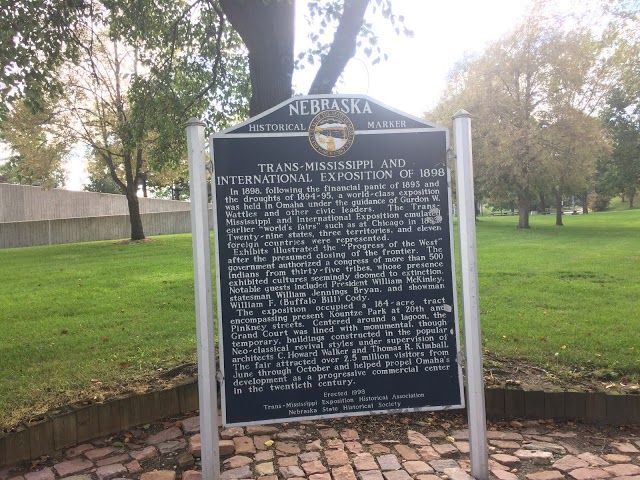 NEBRASKA
HISTORICAL MARKER
TRANS-MISSISSIPPI AND
INTERNATIONAL EXPOSITION OF 1898
In 1898, following the financial panic of 1893 and
the droughts of 1894-95, a world-class exposition
was held in Omaha under the guidance of Gurdon W.
Wattles and other civic leaders. The Trans-
Mississippi and International Exposition emulated
earlier "world's fairs" such as at Chicago in
Twenty-nine states, three territories, and eleven
foreign countries were represented.
Exhibits illustrated the "Progress of the West"
after the presumed closing of the frontier. The
government authorized a congress of more than 500
Indians from thirty-five tribes, whose presence
exhibited cultures seemingly doomed to extinction.
Notable guests included President William McKinley,
statesman William Jennings Bryan, and showman
William F. (Buffalo Bill) Cody.
The exposition occupied a 184-acre tract
encompassing present Kountze Park at 20th and
Pinkney streets. Centered around a lagoon, the
Grand Court was lined with monumental, though
temporary, buildings constructed in the popular
Neo-classical revival styles under supervision of
architects C. Howard Walker and Thomas R. Kimball.
The fair attracted over 2.5 million visitors from
June through October and helped propel Omaha's
development as a progressive commercial center
in the twentieth century.
Erected 1998
Trans-Mississippi Exposition Historical Association
Nebraska State Historical Society